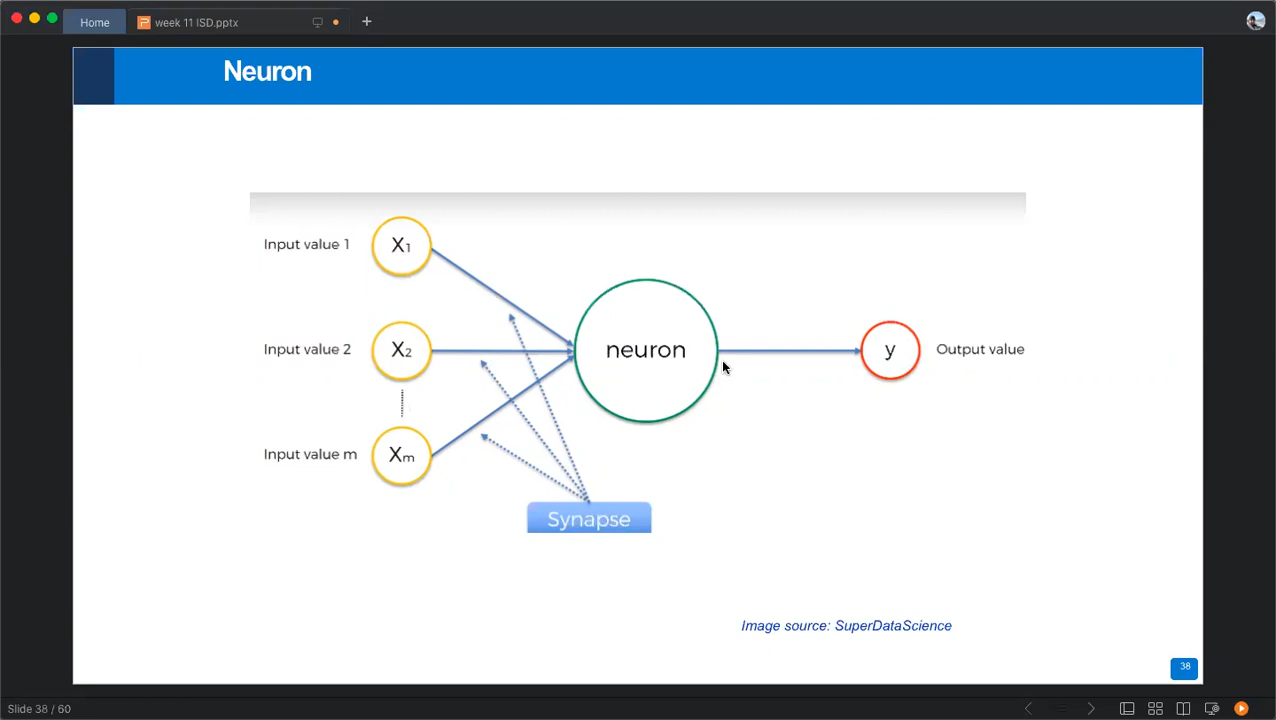 Home
week 11 ISD.pptx
Neuron
Input value 1
X1
Input value 2
X2
neuron
y
Output value
Input value m
Xm
Synapse
Image source: SuperDataScience
38
Slide 38 / 60